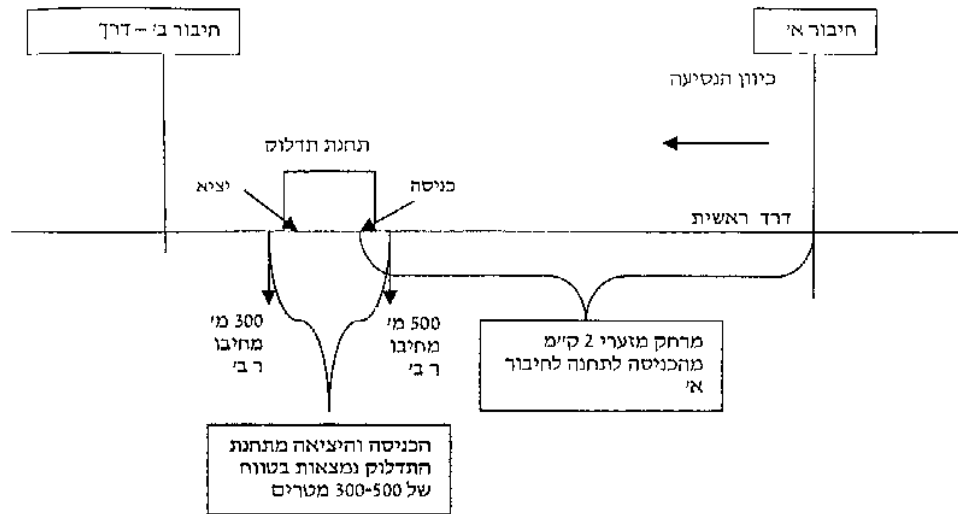 חיבור א'
חיבור ב' – דרך
כיוון הנסיעה
תחנת תדלוק
כניסה
יציא
דרך ראשית
500 מ'
מחיבו
ר ב'
300 מ'
מחיבו
ר ב'
מרחק מזערי 2 ק"מ
מהכניסה לתחנה לחיבור
א'
הכניסה והיציאה מתחנת
התדלוק נמצאות בטווח
של 300-500 מטרים